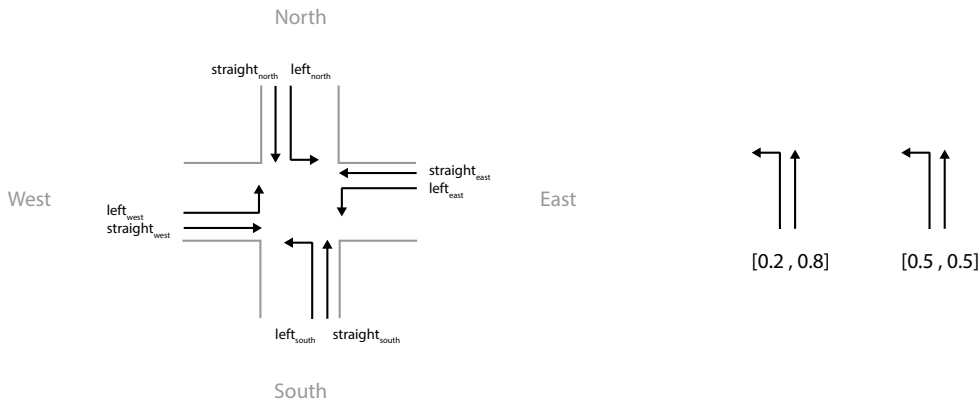 North
straight_north left_north
straight_east
left_east
West
East
left_west
straight_west
[0.2 , 0.8] [0.5 , 0.5]
left_south straight_south
South